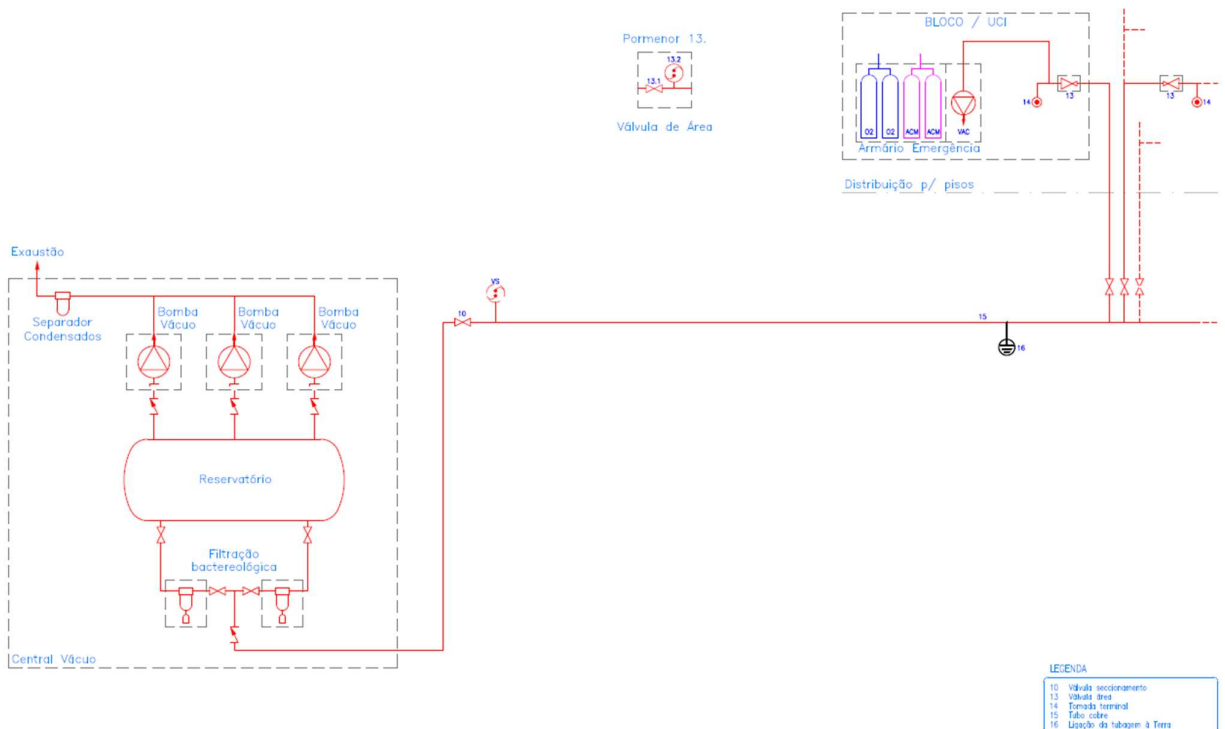 BLOCO / UCI
Pormenor 13.
13.2
13.1
Válvula de Área
O2
O2
ACM
ACM
VAC
14
13
13
14
Armário Emergência
Distribuição p/ pisos
Exaustão
Separador
Condensados
Bomba
Vácuo
Bomba
Vácuo
Bomba
Vácuo
VS
10
15
16
Reservatório
Filtração
bactereológica
Central Vácuo
LEGENDA
10 Válvula seccionamento
13 Válvula área
14 Tomada terminal
15 Tubo cobre
16 Ligação da tubagem à Terra